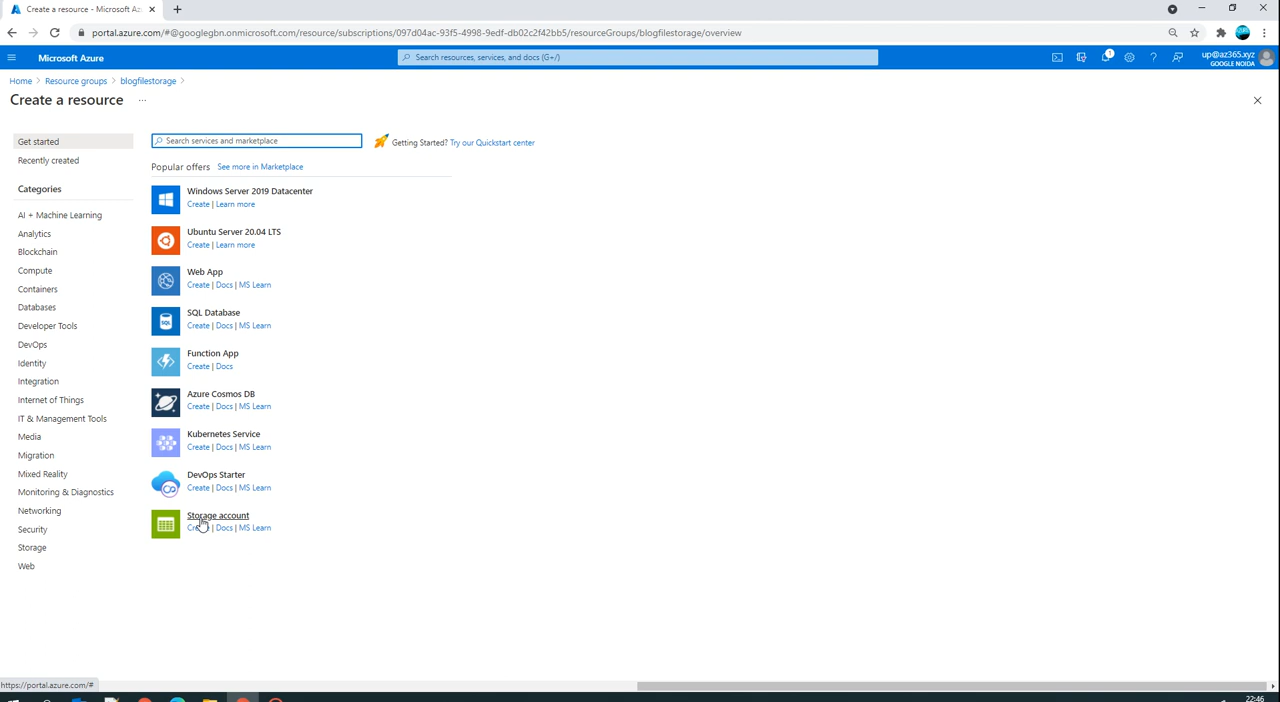 Create a resource - Microsoft Az
portal.azure.com/#@googlegbn.onmicrosoft.com/resource/subscriptions/097d04ac-93f5-4998-9edf-db02c2f42bb5/resourceGroups/blogfilestorage/overview
Microsoft Azure
Search resources, services, and docs (G+/)
1
up@az365.xyz
GOOGLE NOIDA
Home > Resource groups > blogfilestorage >
Create a resource ...
Get started
Recently created
Categories
AI + Machine Learning
Analytics
Blockchain
Compute
Containers
Databases
Developer Tools
DevOps
Identity
Integration
Internet of Things
IT & Management Tools
Media
Migration
Mixed Reality
Monitoring & Diagnostics
Networking
Security
Storage
Web
Search services and marketplace
Getting Started? Try our Quickstart center
Popular offers See more in Marketplace
Windows Server 2019 Datacenter
Create | Learn more
Ubuntu Server 20.04 LTS
Create | Learn more
Web App
Create | Docs | MS Learn
SQL
SQL Database
Create | Docs | MS Learn
Function App
Create | Docs
Azure Cosmos DB
Create | Docs | MS Learn
Kubernetes Service
Create | Docs | MS Learn
DevOps Starter
Create | Docs | MS Learn
Storage account
Create | Docs | MS Learn
https://portal.azure.com/#
22:46